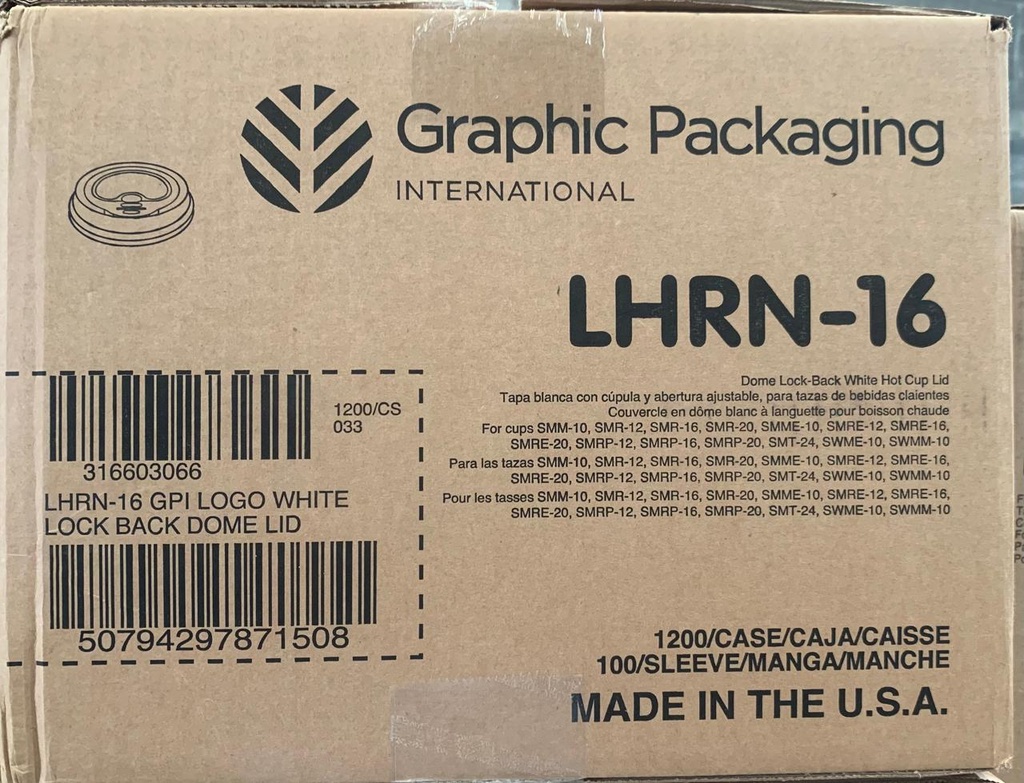 Graphic Packaging
INTERNATIONAL
LHRN-16
Dome Lock-Back White Hot Cup Lid
Tapa blanca con cúpula y abertura ajustable, para tazas de bebidas claientes
Couvercle en dôme blanc à languette pour boisson chaude
For cups SMM-10, SMR-12, SMR-16, SMR-20, SMME-10, SMRE-12, SMRE-16,
SMRE-20, SMRP-12, SMRP-16, SMRP-20, SMT-24, SWME-10, SWMM-10
Para las tazas SMM-10, SMR-12, SMR-16, SMR-20, SMME-10, SMRE-12, SMRE-16,
SMRE-20, SMRP-12, SMRP-16, SMRP-20, SMT-24, SWME-10, SWMM-10
Pour les tasses SMM-10, SMR-12, SMR-16, SMR-20, SMME-10, SMRE-12, SMRE-16,
SMRE-20, SMRP-12, SMRP-16, SMRP-20, SMT-24, SWME-10, SWMM-10
1200/CS
033
316603066
LHRN-16 GPI LOGO WHITE
LOCK BACK DOME LID
50794297871508
1200/CASE/CAJA/CAISSE
100/SLEEVE/MANGA/MANCHE
MADE IN THE U.S.A.